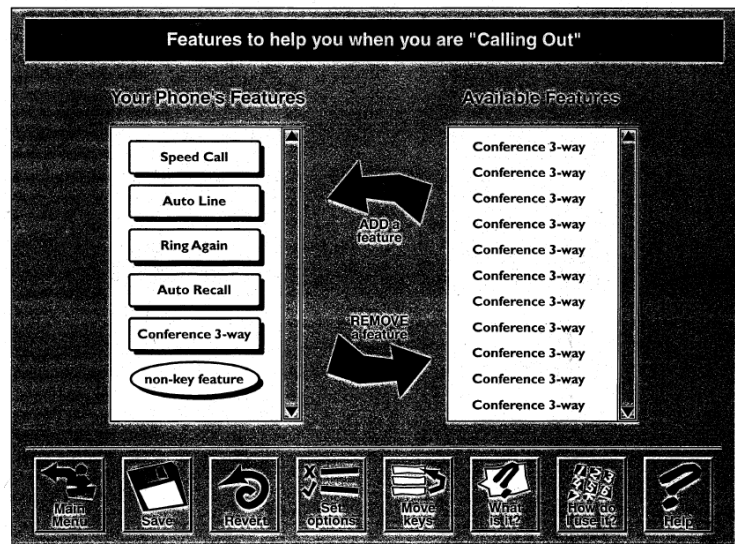 Features to help you when you are "Calling Out"
Your Phone's Features
Available Features
Speed Call
Auto Line
Ring Again
Auto Recall
Conference 3-way
non-key feature
ADD a
feature
REMOVE
a feature
Conference 3-way
Conference 3-way
Conference 3-way
Conference 3-way
Conference 3-way
Conference 3-way
Conference 3-way
Conference 3-way
Conference 3-way
Conference 3-way
Conference 3-way
Main
Menu
Save
Revert
Set
options
Move
keys
What
is it?
How do
I use it?
Help